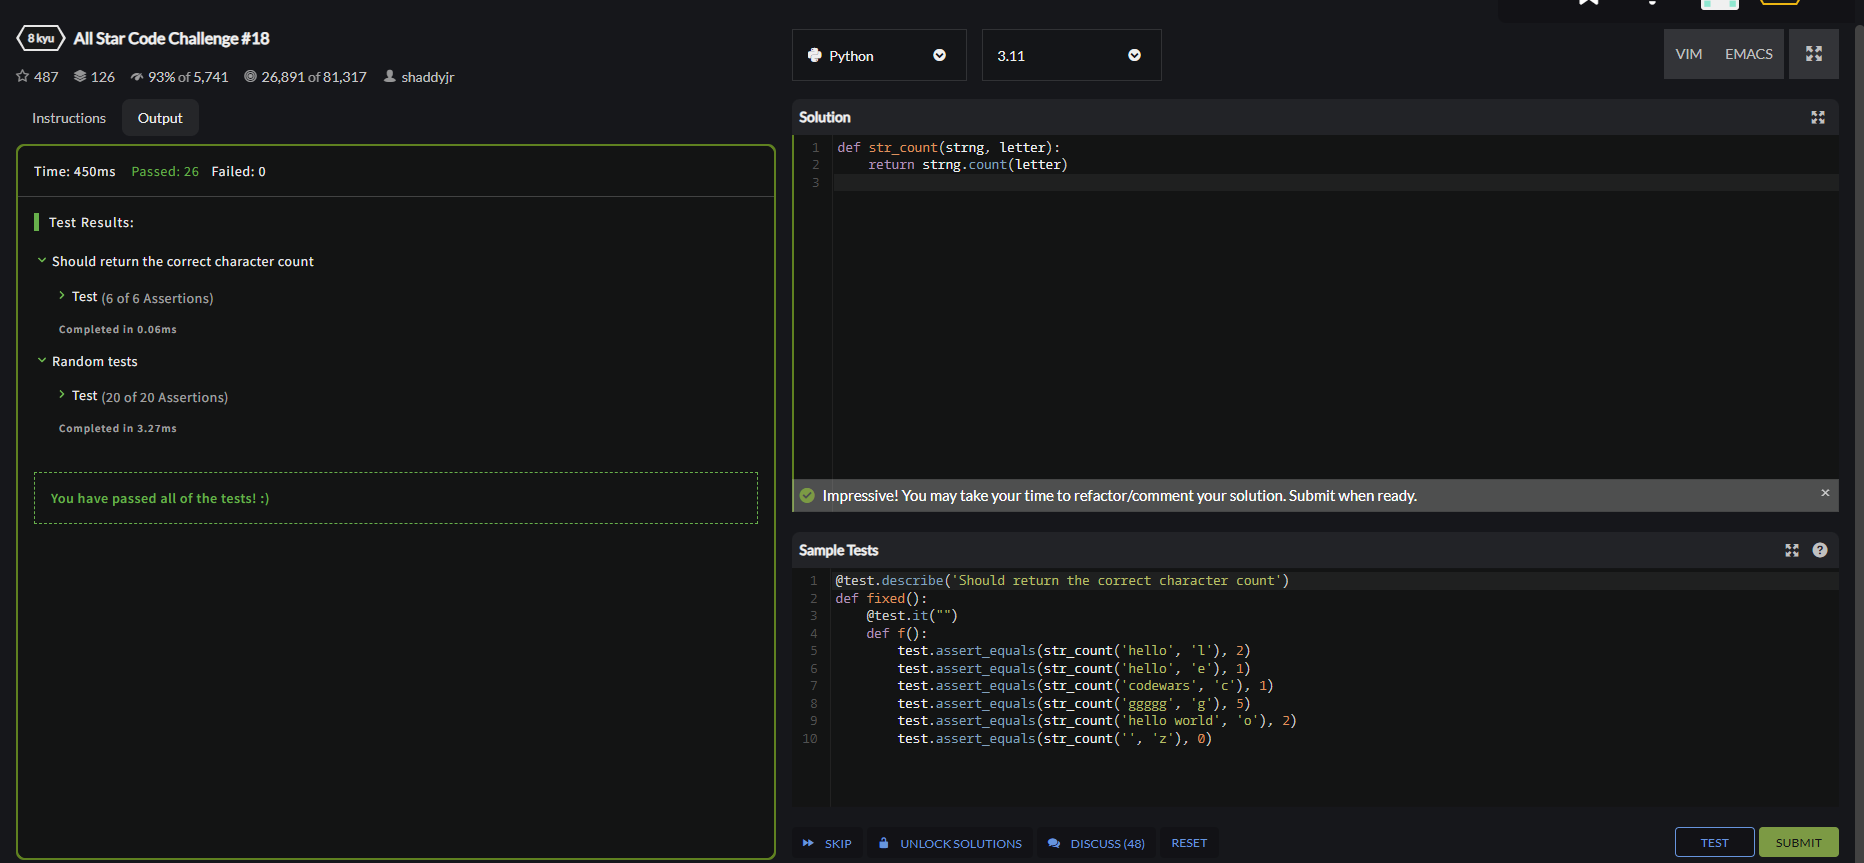 8 kyu All Star Code Challenge #18
487 126 93% of 5,741 26,891 of 81,317 shaddyjr
Instructions Output
Time: 450ms Passed: 26 Failed: 0
Test Results:
Should return the correct character count
Test (6 of 6 Assertions)
Completed in 0.06ms
Random tests
Test (20 of 20 Assertions)
Completed in 3.27ms
You have passed all of the tests! :)
Python 3.11 VIM EMACS
Solution
1 def str_count(strng, letter):
2     return strng.count(letter)
3
Impressive! You may take your time to refactor/comment your solution. Submit when ready. ×
Sample Tests ?
1 @test.describe('Should return the correct character count')
2 def fixed():
3     @test.it("")
4     def f():
5         test.assert_equals(str_count('hello', 'l'), 2)
6         test.assert_equals(str_count('hello', 'e'), 1)
7         test.assert_equals(str_count('codewars', 'c'), 1)
8         test.assert_equals(str_count('ggggg', 'g'), 5)
9         test.assert_equals(str_count('hello world', 'o'), 2)
10         test.assert_equals(str_count('', 'z'), 0)
SKIP UNLOCK SOLUTIONS DISCUSS (48) RESET TEST SUBMIT